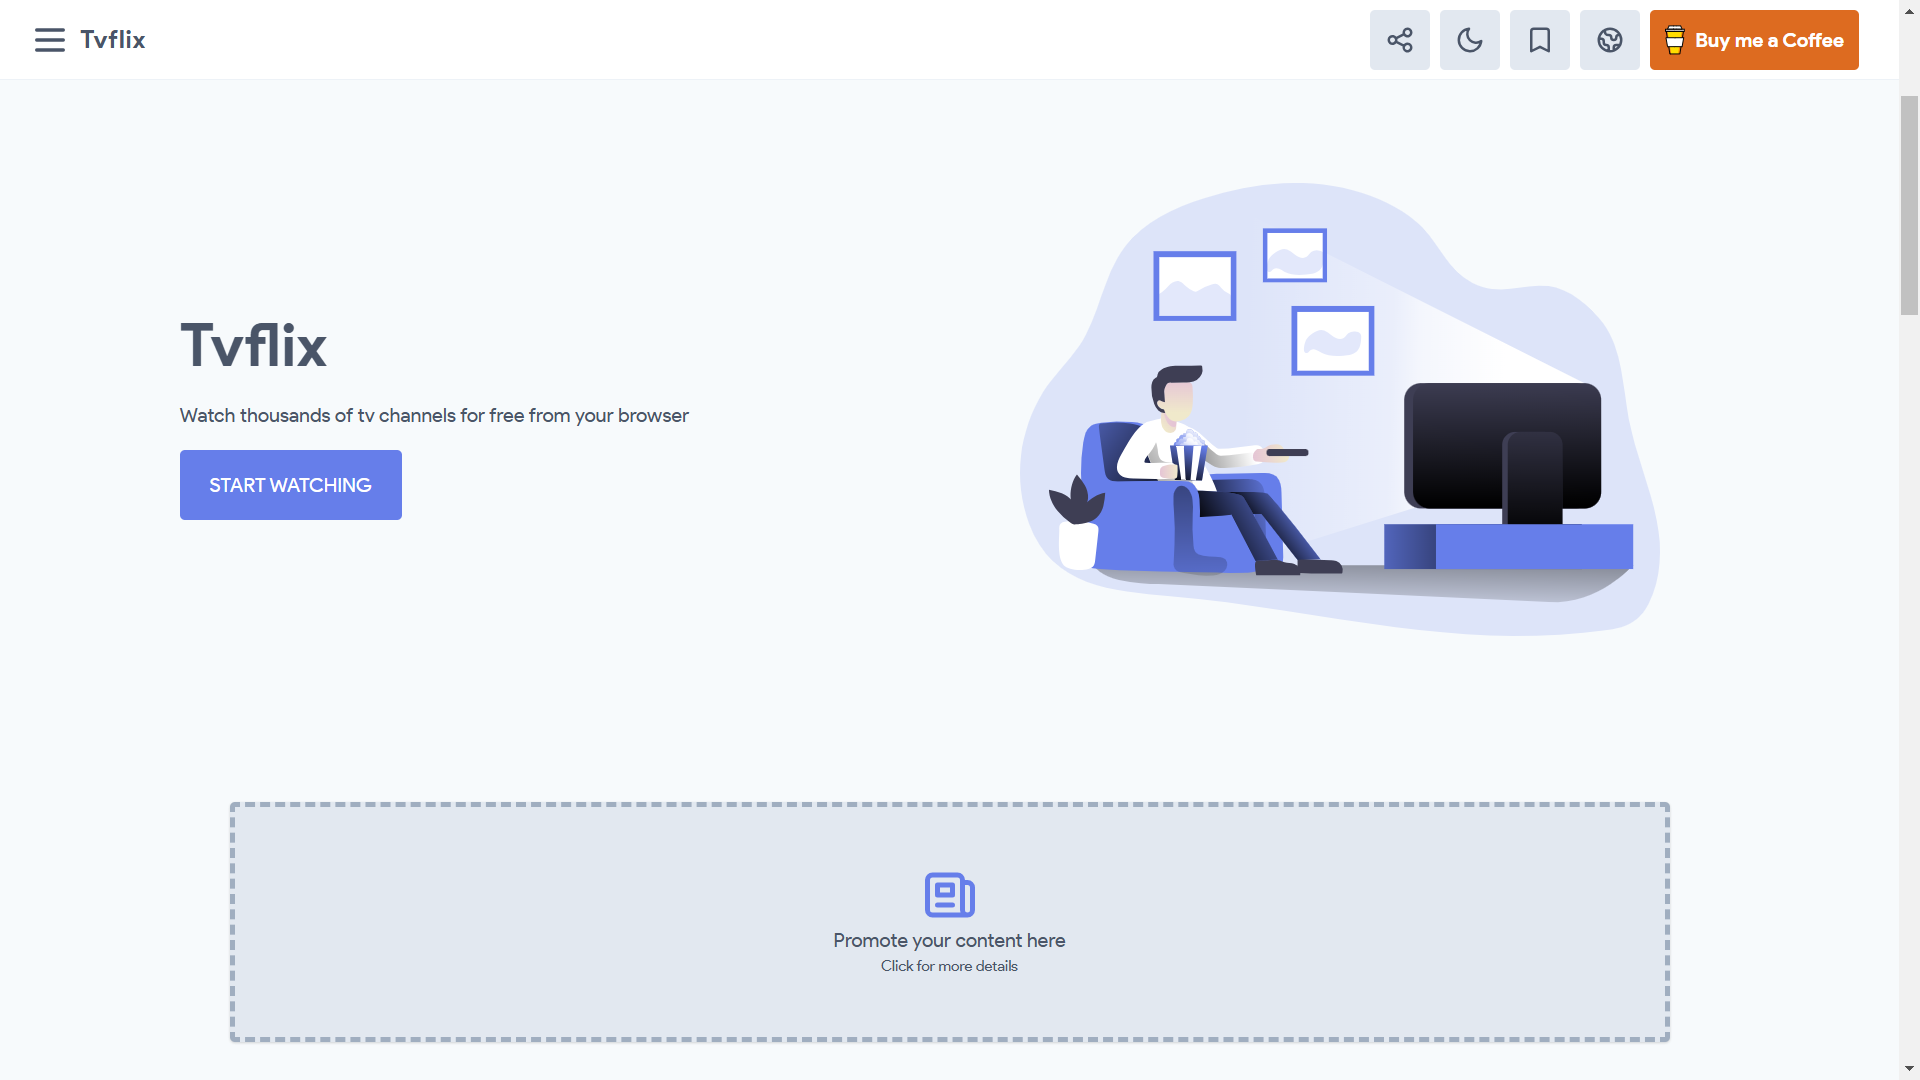 Tvflix
Buy me a Coffee
Tvflix
Watch thousands of tv channels for free from your browser
START WATCHING
Promote your content here
Click for more details